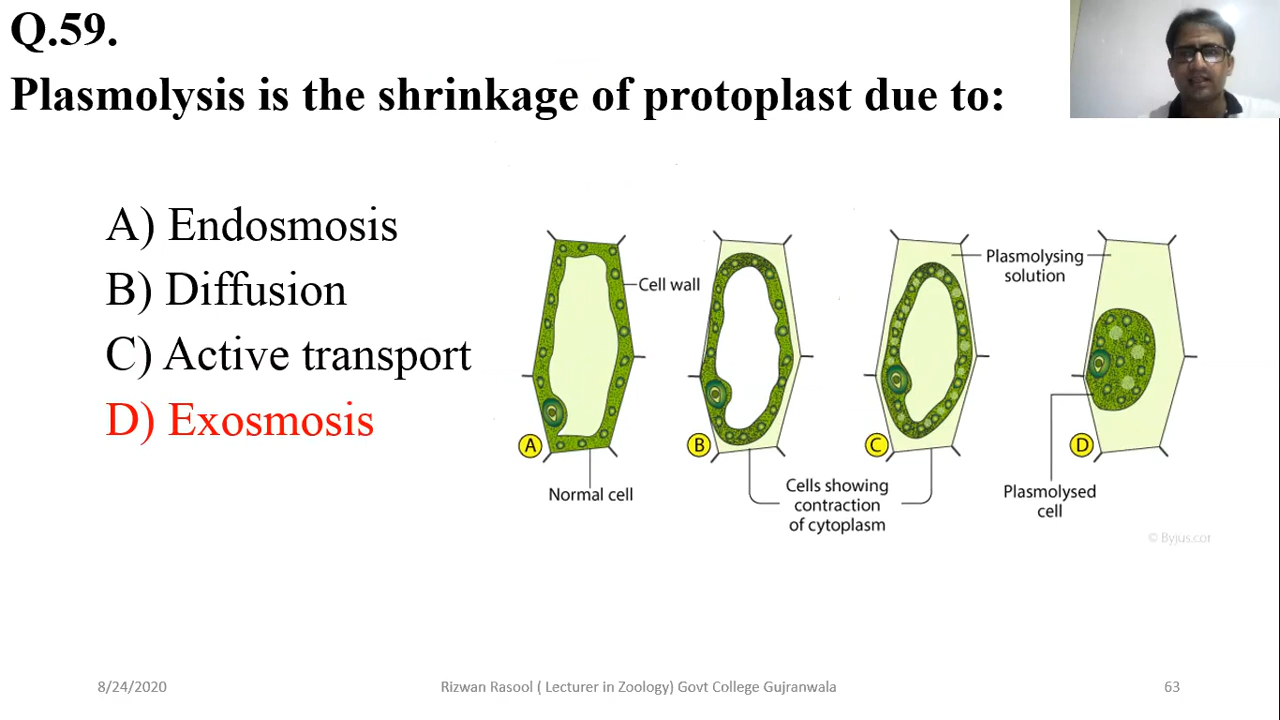 Q.59.
Plasmolysis is the shrinkage of protoplast due to:
A) Endosmosis
B) Diffusion
C) Active transport
D) Exosmosis
Cell wall
Plasmolysing
solution
A
B
C
D
Normal cell
Cells showing
contraction
of cytoplasm
Plasmolysed
cell
© Byjus.cor
8/24/2020
Rizwan Rasool ( Lecturer in Zoology) Govt College Gujranwala
63